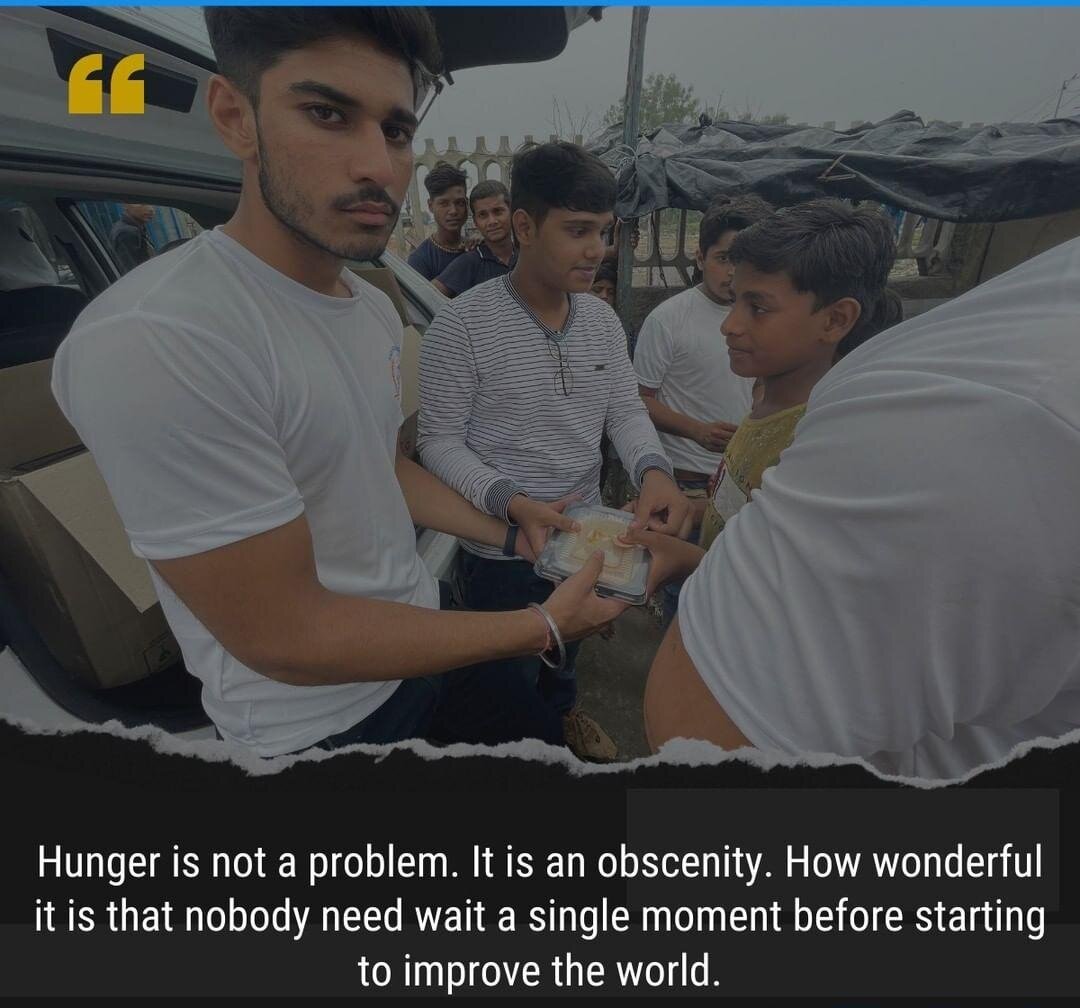 “
Hunger is not a problem. It is an obscenity. How wonderful
it is that nobody need wait a single moment before starting
to improve the world.